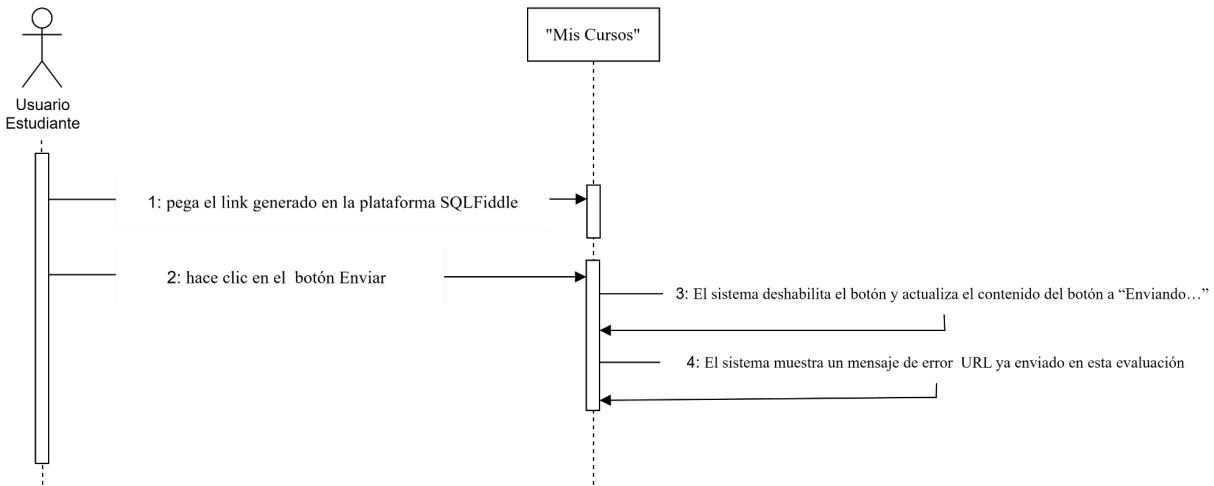 "Mis Cursos"
Usuario
Estudiante
1: pega el link generado en la plataforma SQLFiddle
2: hace clic en el botón Enviar
3: El sistema deshabilita el botón y actualiza el contenido del botón a “Enviando…”
4: El sistema muestra un mensaje de error URL ya enviado en esta evaluación